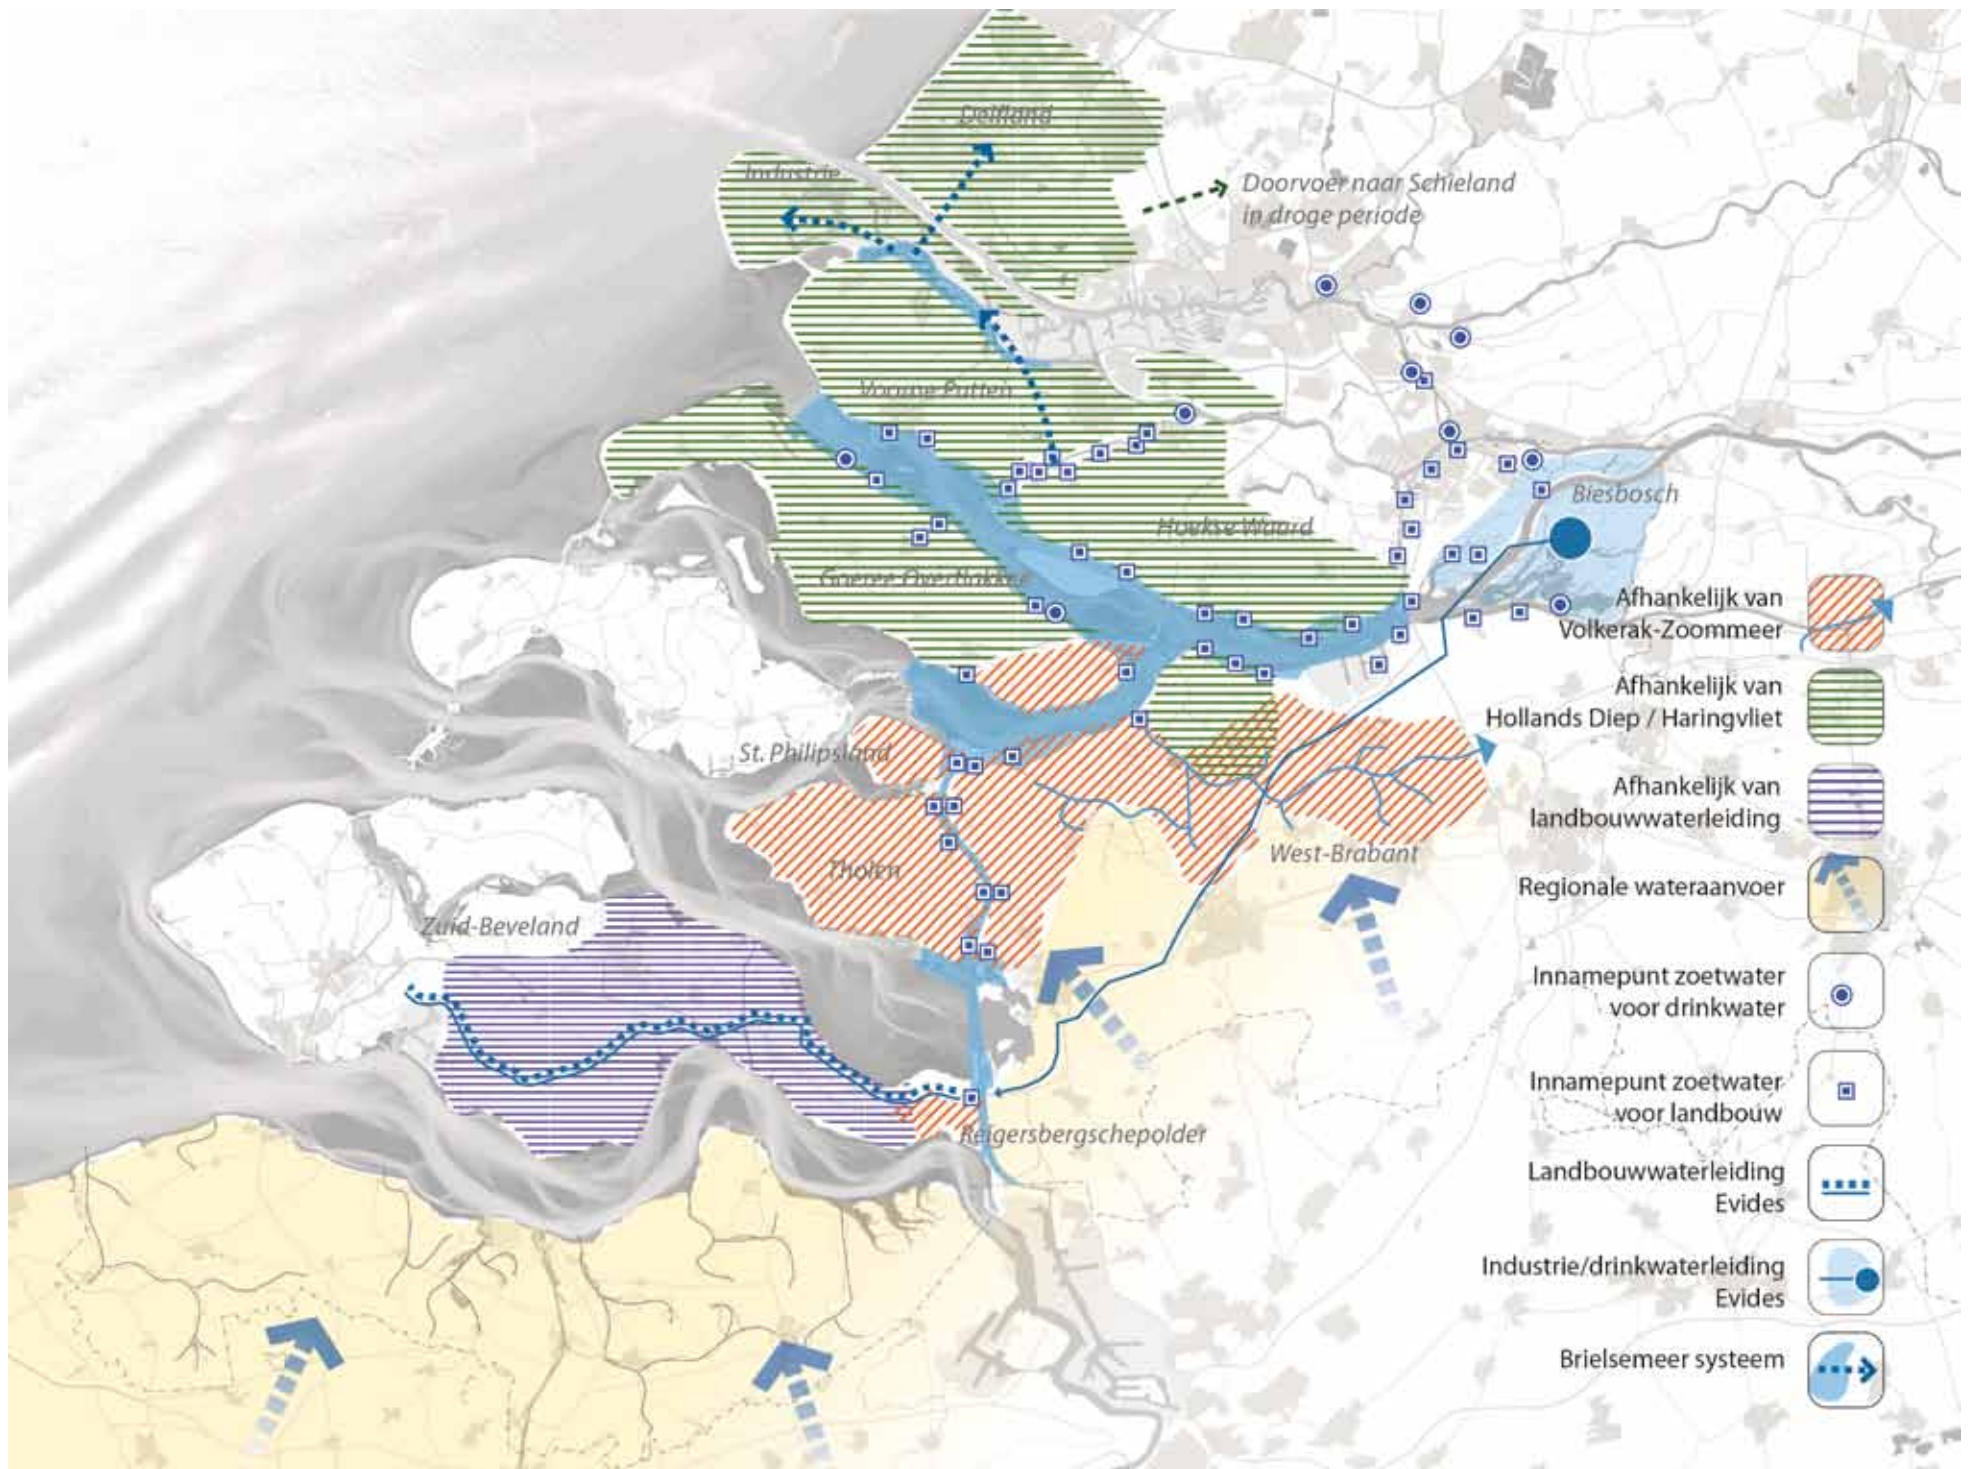 Delfland
Industrie
Doorvoer naar Schieland
in droge periode
Voorne Putten
Hoekse Waard
Biesbosch
Goeree Overflakkee
St. Philipsland
Tholen
West-Brabant
Zuid-Beveland
Reigersbergschepolder
Afhankelijk van
Volkerak-Zoommeer
Afhankelijk van
Hollands Diep / Haringvliet
Afhankelijk van
landbouwwaterleiding
Regionale wateraanvoer
Innamepunt zoetwater
voor drinkwater
Innamepunt zoetwater
voor landbouw
Landbouwwaterleiding
Evides
Industrie/drinkwaterleiding
Evides
Brielsemeer systeem